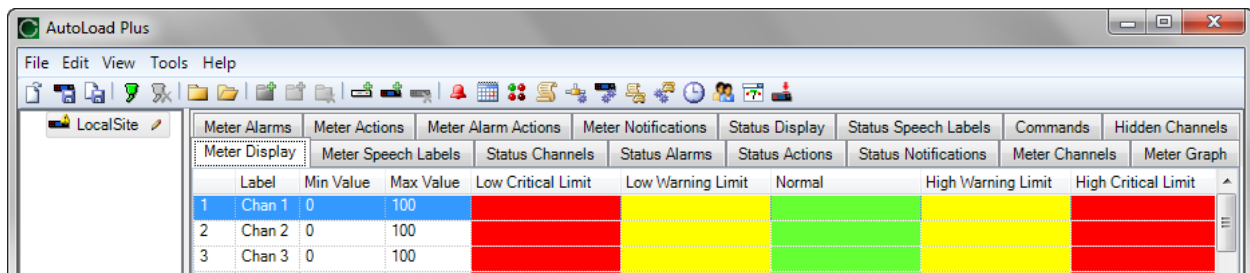 AutoLoad Plus
File Edit View Tools Help
LocalSite
Meter Alarms Meter Actions Meter Alarm Actions Meter Notifications Status Display Status Speech Labels Commands Hidden Channels
Meter Display Meter Speech Labels Status Channels Status Alarms Status Actions Status Notifications Meter Channels Meter Graph
Label Min Value Max Value Low Critical Limit Low Warning Limit Normal High Warning Limit High Critical Limit
1 Chan 1 0 100
2 Chan 2 0 100
3 Chan 3 0 100